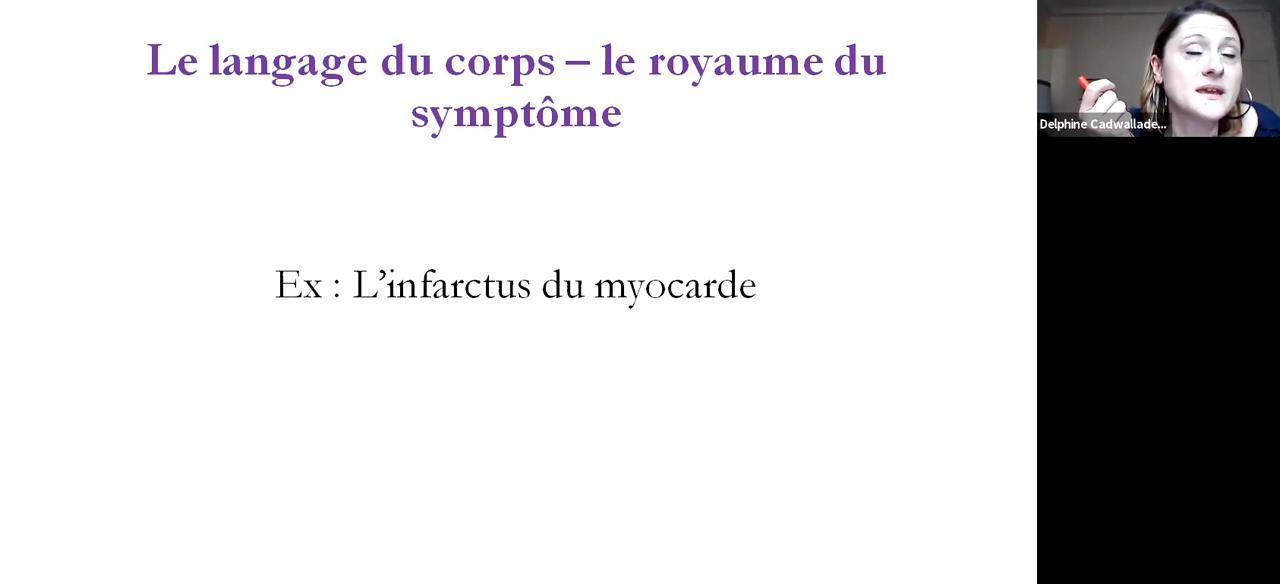 Le langage du corps – le royaume du
symptôme
Ex : L’infarctus du myocarde
Delphine Cadwallade...